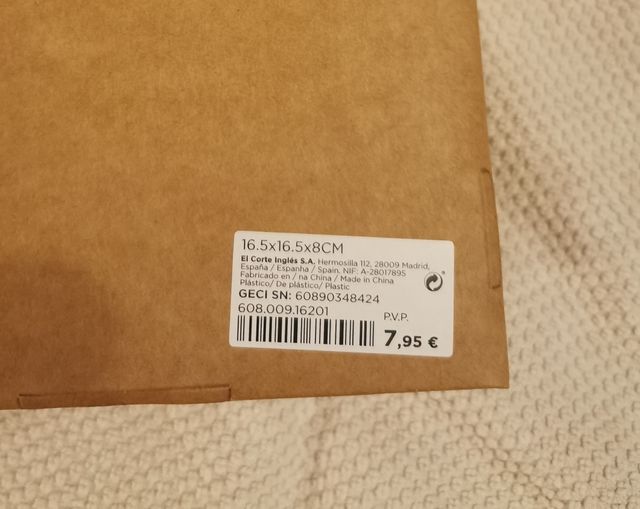 16.5x16.5x8CM
El Corte Inglés S.A. Hermosilla 112, 28009 Madrid,
España / Espanha / Spain. NIF: A-28017895
Fabricado en / na China / Made in China
Plástico/ De plástico/ Plastic
GECI SN: 60890348424
608.009.16201
P.V.P.
7,95 €